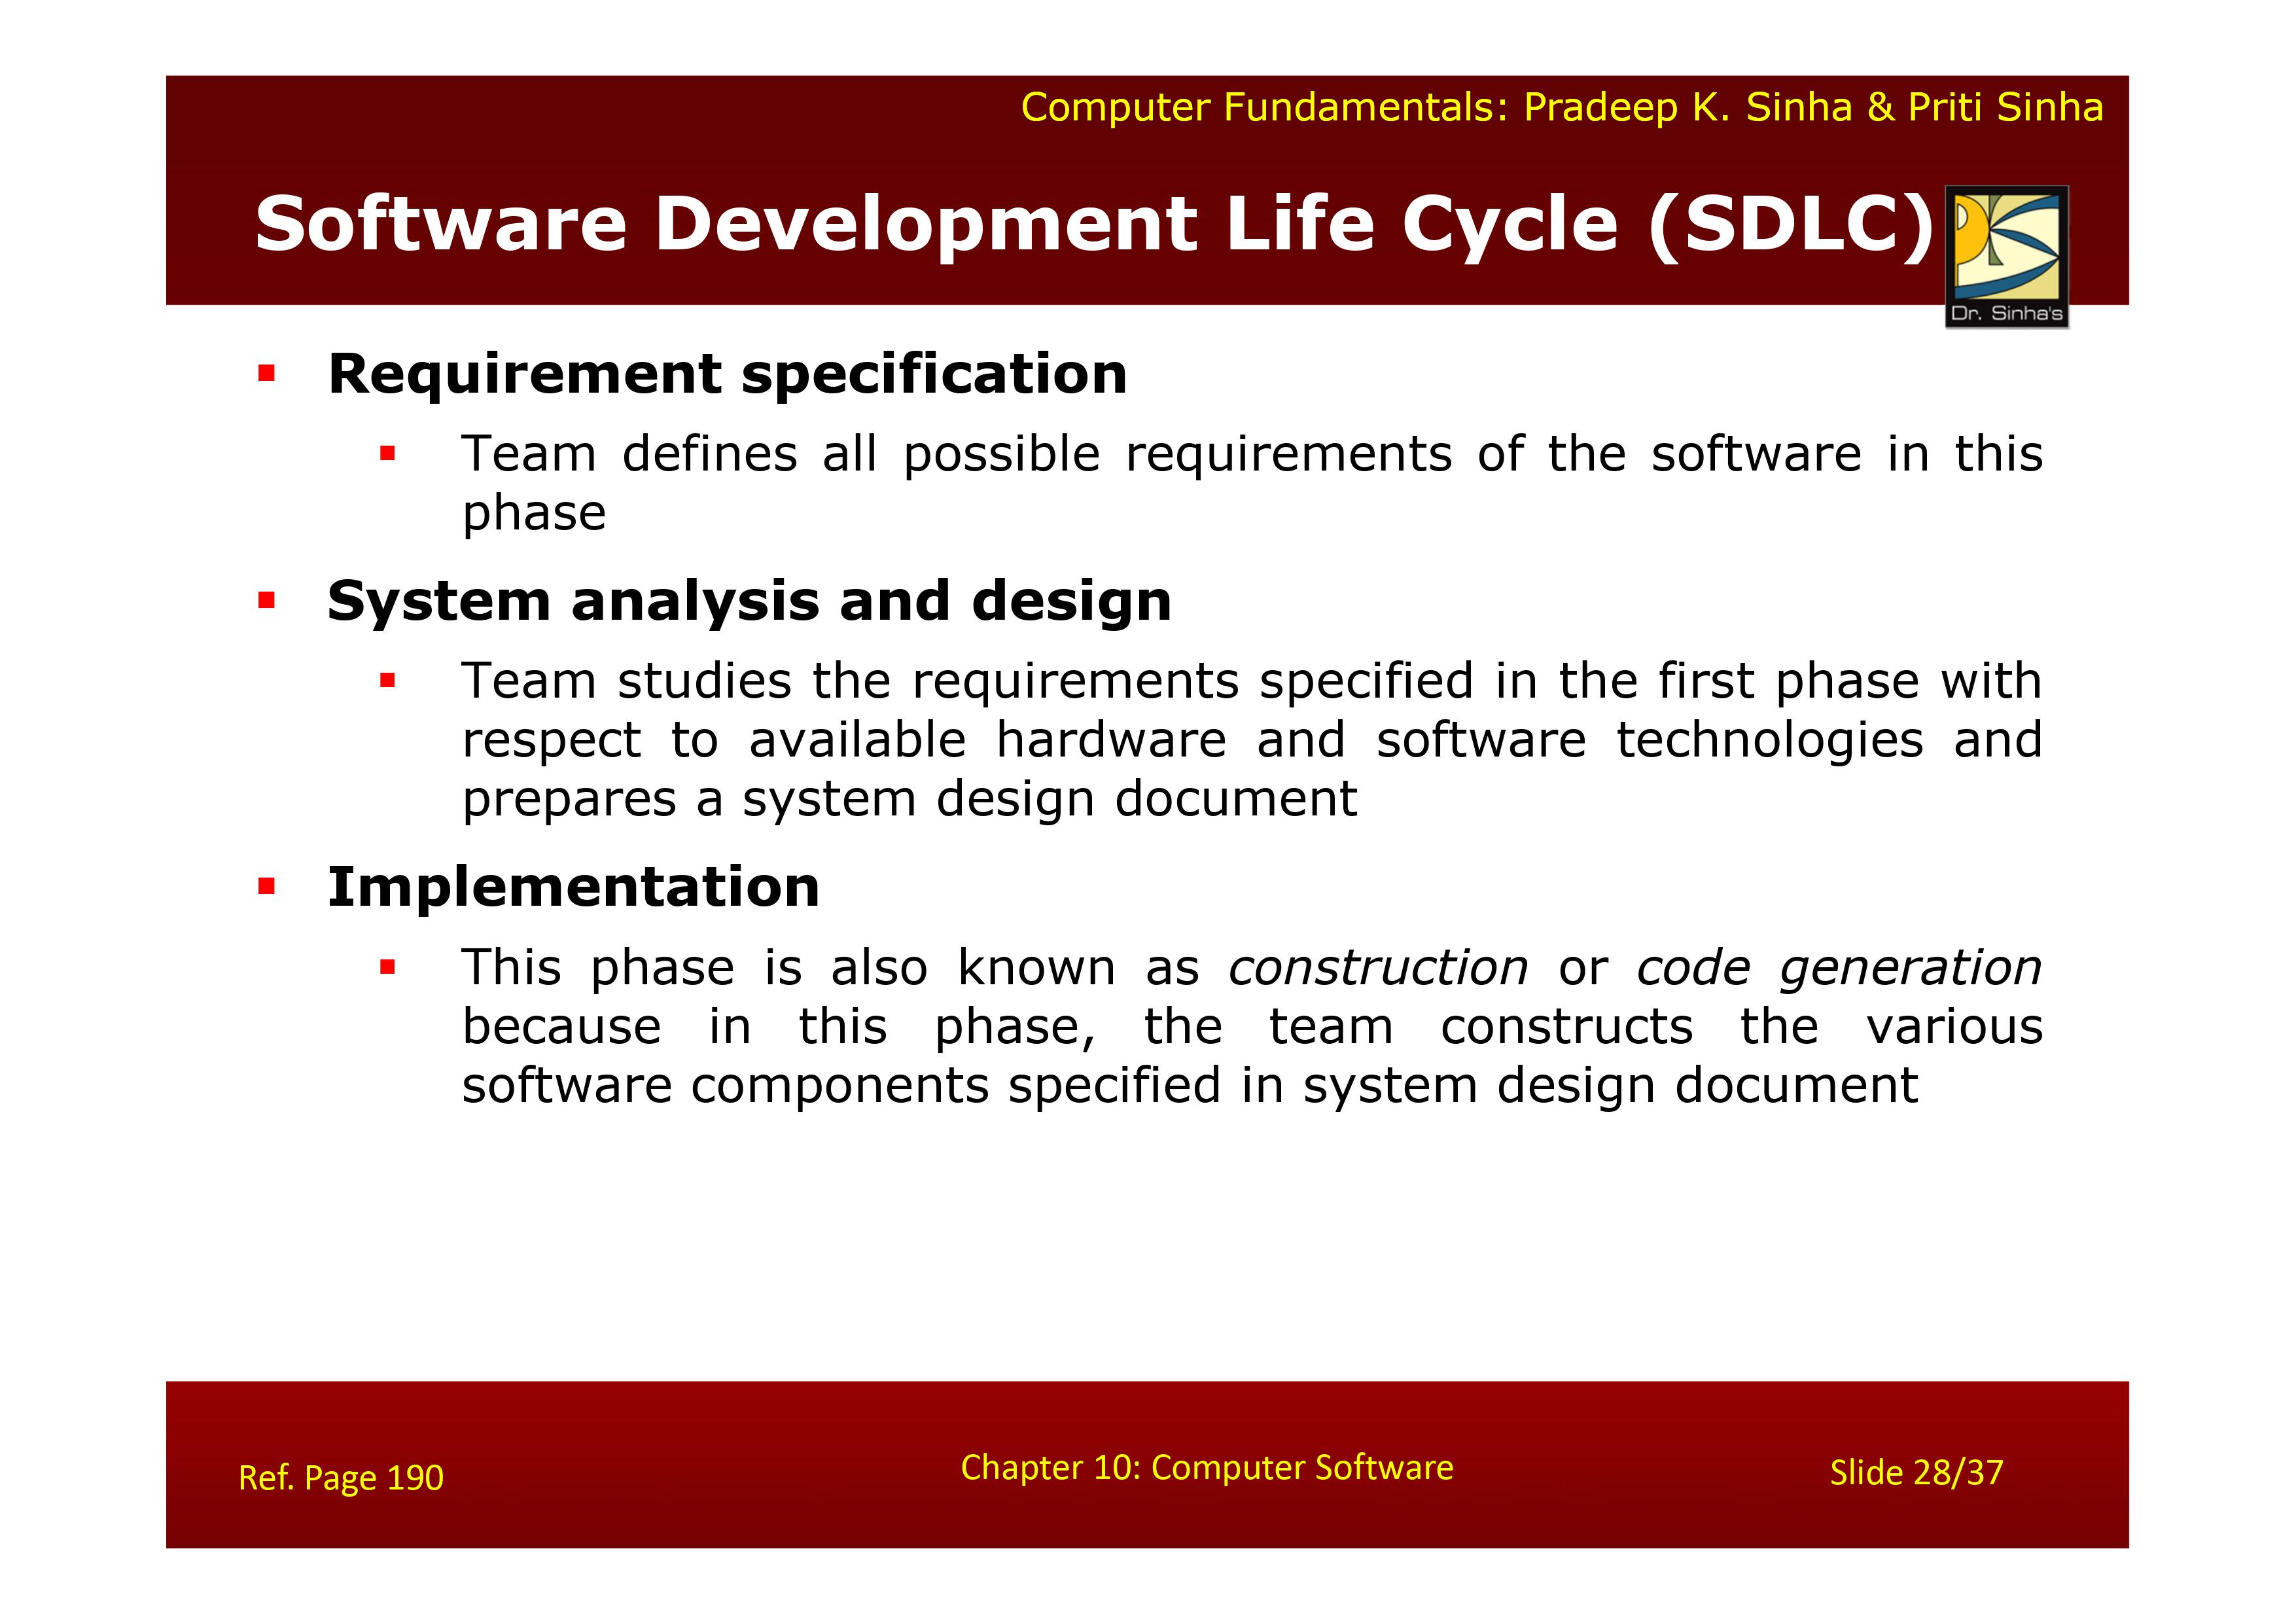 Computer Fundamentals: Pradeep K. Sinha & Priti Sinha
Software Development Life Cycle (SDLC)
Dr. Sinha's
Requirement specification
Team defines all possible requirements of the software in this
phase
System analysis and design
Team studies the requirements specified in the first phase with
respect to available hardware and software technologies and
prepares a system design document
Implementation
This phase is also known as construction or code generation
because in this phase, the team constructs the various
software components specified in system design document
Ref. Page 190
Chapter 10: Computer Software
Slide 28/37